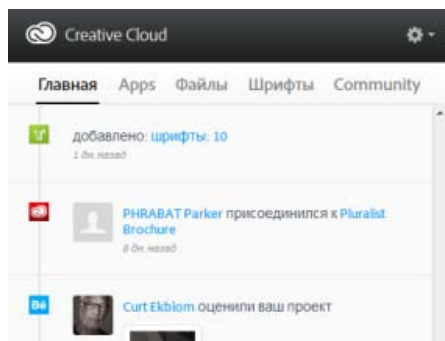 Creative Cloud
Главная Apps Файлы Шрифты Community
добавлено: шрифты: 10
1 дн. назад
PHRABAT Parker присоединился к Pluralist
Brochure
8 дн. назад
Bē Curt Ekblom оценили ваш проект